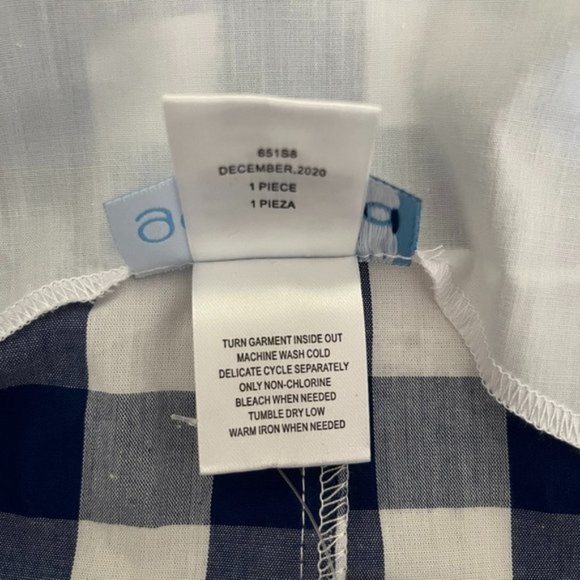 651S8
DECEMBER.2020
1 PIECE
1 PIEZA
TURN GARMENT INSIDE OUT
MACHINE WASH COLD
DELICATE CYCLE SEPARATELY
ONLY NON-CHLORINE
BLEACH WHEN NEEDED
TUMBLE DRY LOW
WARM IRON WHEN NEEDED